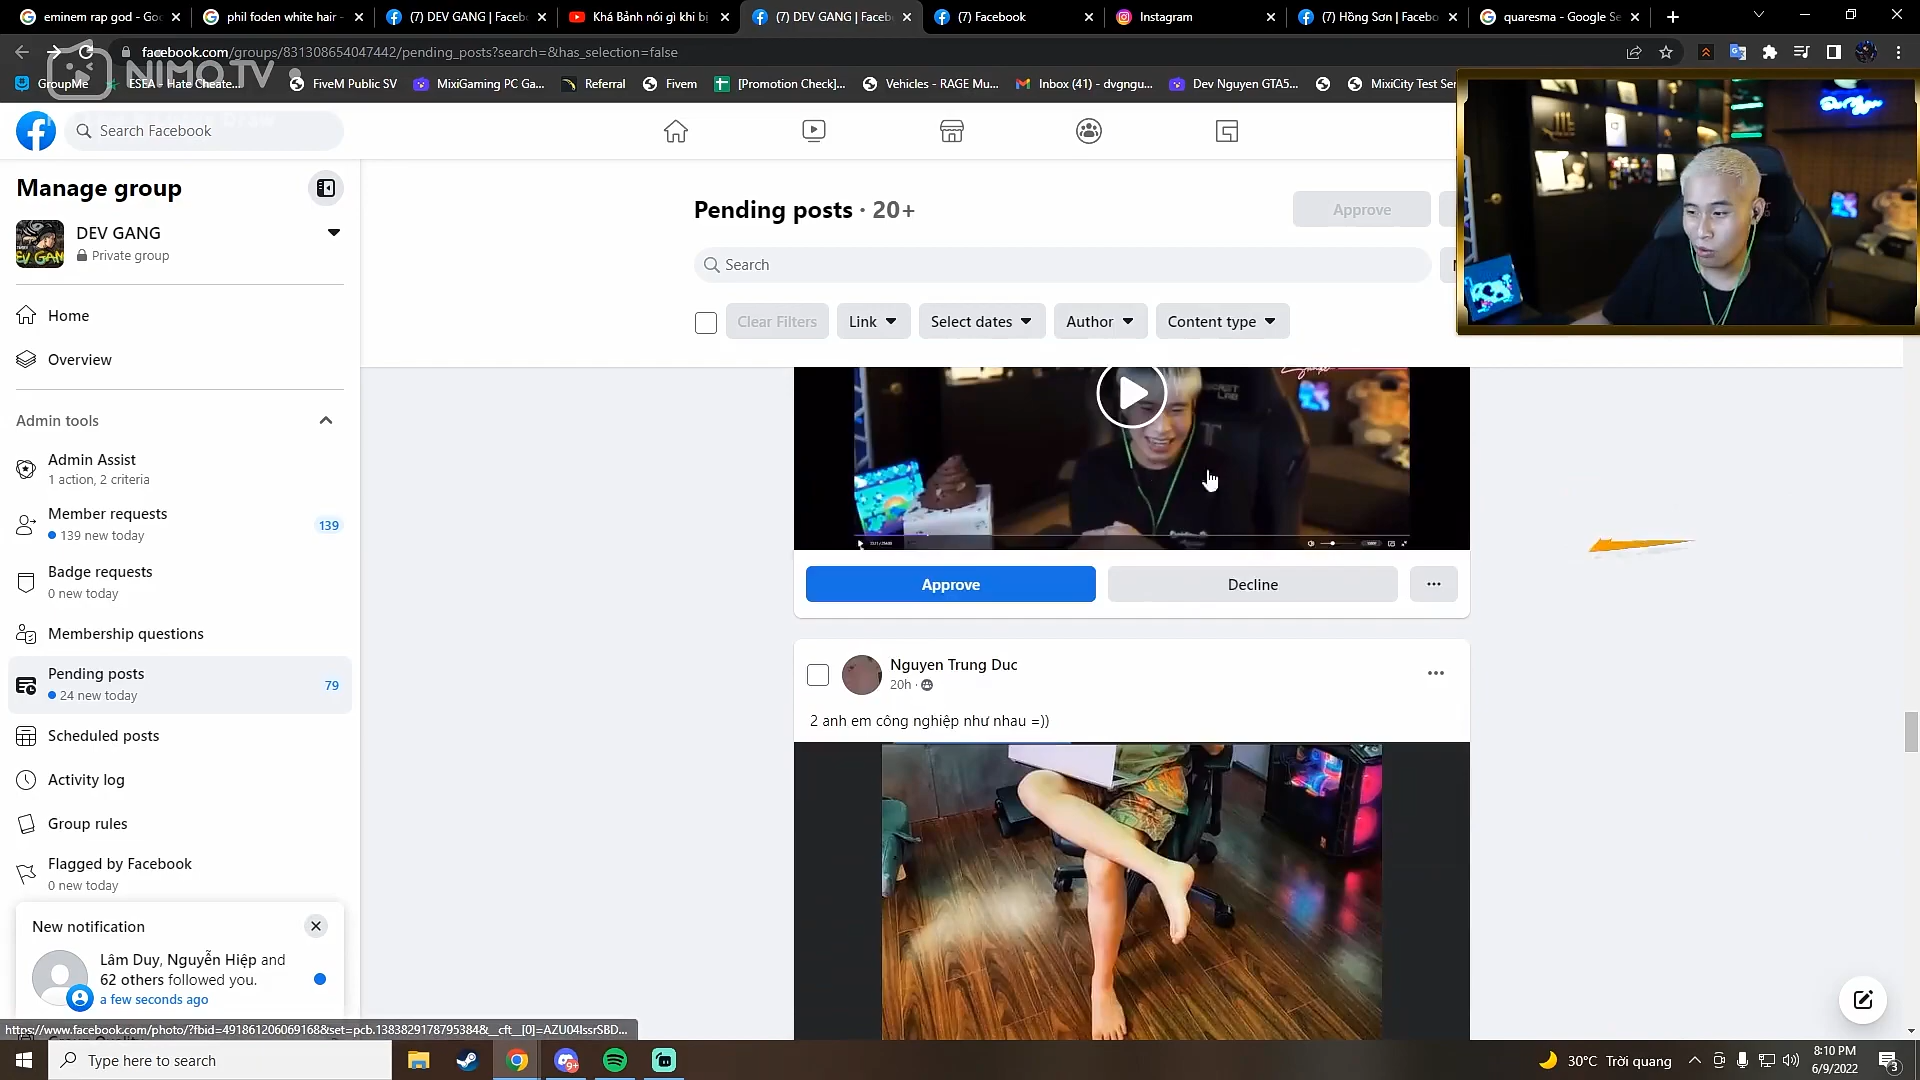 eminem rap god - Goo
phil foden white hair -
(7) DEV GANG | Faceb
Khá Bảnh nói gì khi bị
(7) DEV GANG | Faceb
(7) Facebook
Instagram
(7) Hồng Sơn | Facebo
quaresma - Google Se
facebook.com/groups/831308654047442/pending_posts?search=&has_selection=false
NIMO TV
GroupMe
ESEA - Hate Cheate...
FiveM Public SV
MixiGaming PC Ga...
Referral
Fivem
[Promotion Check]...
Vehicles - RAGE Mu...
Inbox (41) - dvgngu...
Dev Nguyen GTA5...
MixiCity Test Ser
Search Facebook
Manage group
DEV GANG
Private group
Home
Overview
Admin tools
Admin Assist
1 action, 2 criteria
Member requests
139 new today
139
Badge requests
0 new today
Membership questions
Pending posts
24 new today
79
Scheduled posts
Activity log
Group rules
Flagged by Facebook
0 new today
New notification
Lâm Duy, Nguyễn Hiệp and
62 others followed you.
a few seconds ago
Pending posts · 20+
Approve
Search
Clear Filters
Link
Select dates
Author
Content type
Approve
Decline
Nguyen Trung Duc
20h ·
2 anh em công nghiệp như nhau =))
https://www.facebook.com/photo/?fbid=491861206069168&set=pcb.13838291787953848&__cft__[0]=AZU04lssrSBD...
Type here to search
30°C Trời quang
8:10 PM
6/9/2022
3